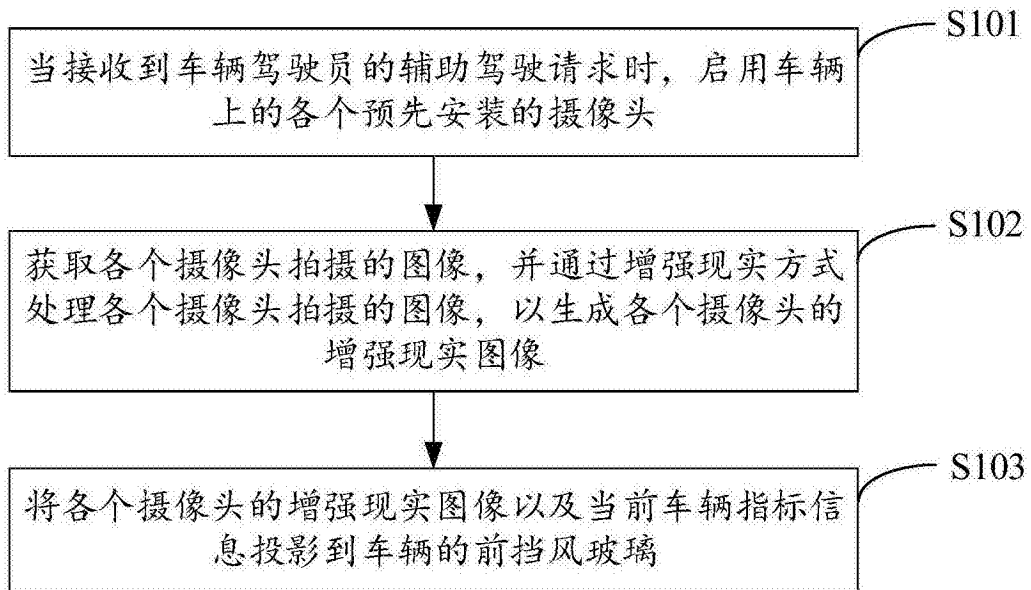 S101
当接收到车辆驾驶员的辅助驾驶请求时，启用车辆
上的各个预先安装的摄像头
S102
获取各个摄像头拍摄的图像，并通过增强现实方式
处理各个摄像头拍摄的图像，以生成各个摄像头的
增强现实图像
S103
将各个摄像头的增强现实图像以及当前车辆指标信
息投影到车辆的前挡风玻璃